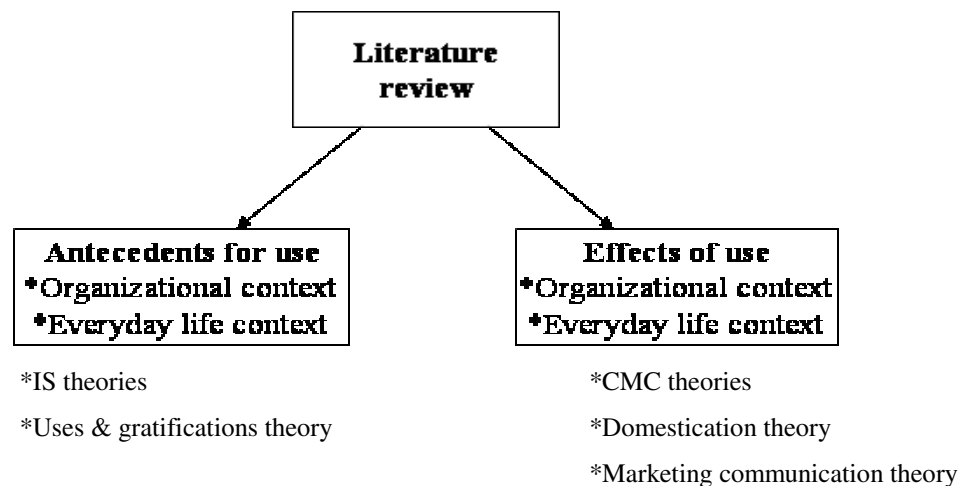 Literature
review
Antecedents for use
*Organizational context
*Everyday life context
Effects of use
*Organizational context
*Everyday life context
*IS theories
*Uses & gratifications theory
*CMC theories
*Domestication theory
*Marketing communication theory